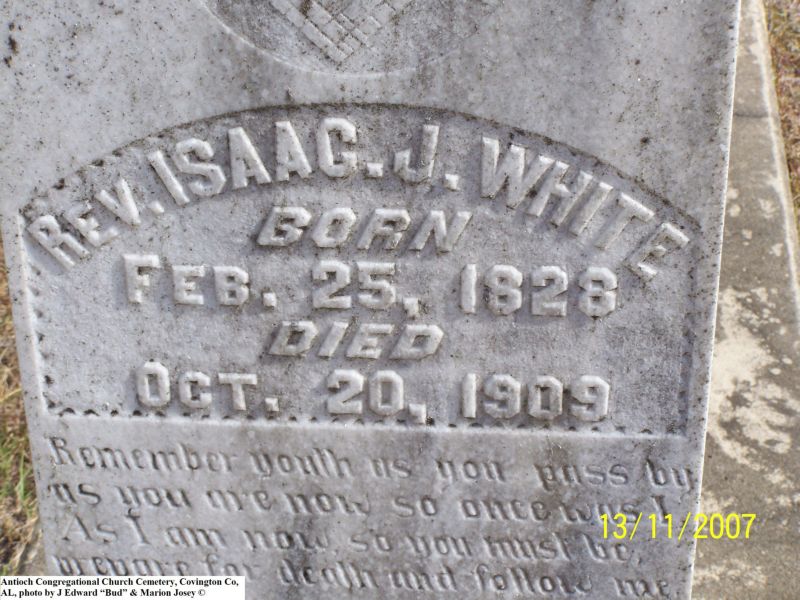 REV. ISAAC. J. WHITE
BORN
FEB. 25, 1828
DIED
OCT. 20, 1909
Remember youth as you pass by
as you are now so once was I
As I am now, so you must be,
prepare for death and follow me
13/11/2007
Antioch Congregational Church Cemetery, Covington Co,
AL, photo by J Edward “Bud” & Marion Josey ©